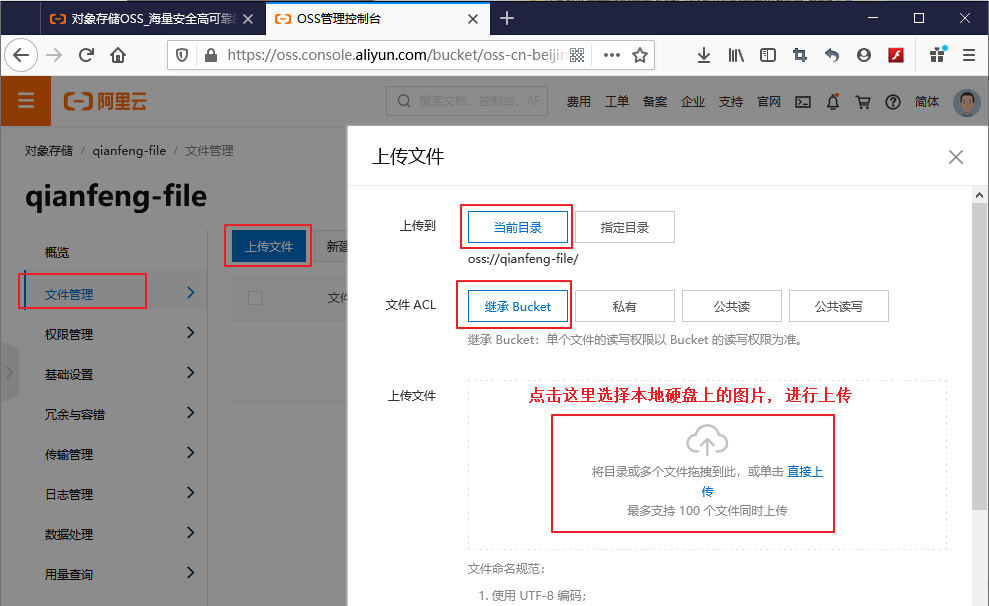 对象存储OSS_海量安全高可靠
OSS管理控制台
https://oss.console.aliyun.com/bucket/oss-cn-beijin
阿里云
搜索文档、控制台、AP
费用 工单 备案 企业 支持 官网 简体
对象存储 / qianfeng-file / 文件管理
qianfeng-file
概览
文件管理
权限管理
基础设置
冗余与容错
传输管理
日志管理
数据处理
用量查询
上传文件 新建
文件
上传文件
上传到 当前目录 指定目录
oss://qianfeng-file/
文件 ACL 继承 Bucket 私有 公共读 公共读写
继承 Bucket：单个文件的读写权限以 Bucket 的读写权限为准。
上传文件
点击这里选择本地硬盘上的图片，进行上传
将目录或多个文件拖拽到此，或单击 直接上
传
最多支持 100 个文件同时上传
文件命名规范：
1. 使用 UTF-8 编码；